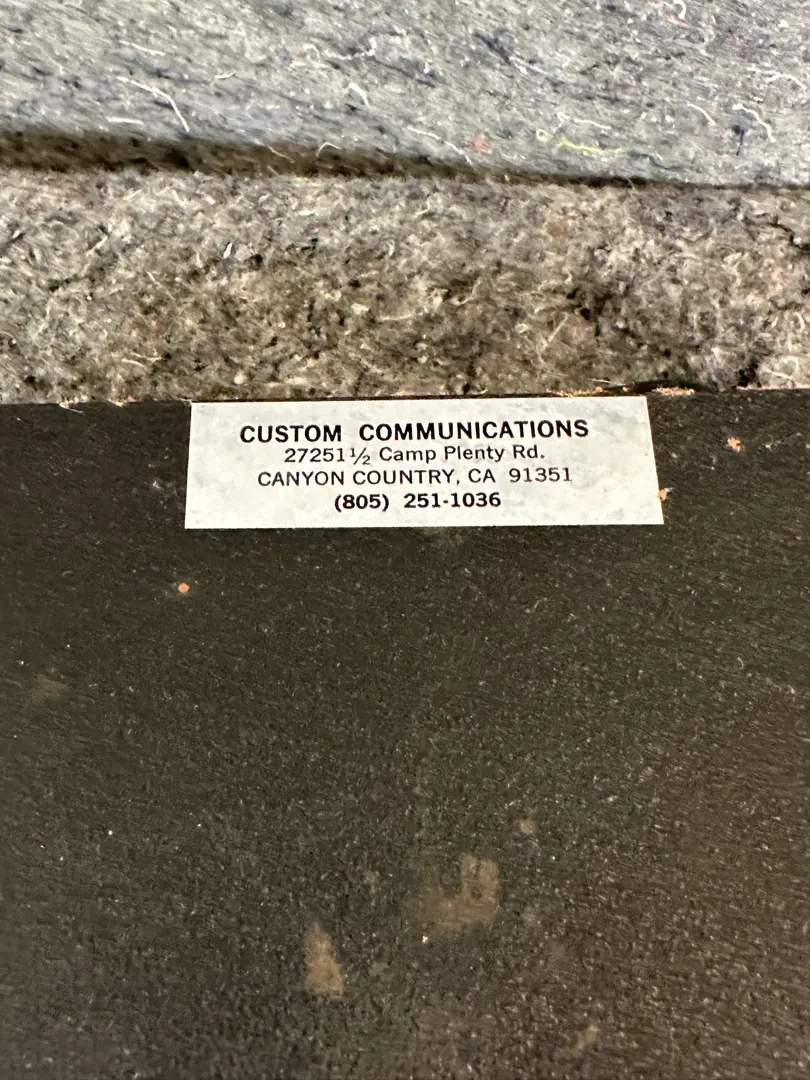 CUSTOM COMMUNICATIONS
27251½ Camp Plenty Rd.
CANYON COUNTRY, CA 91351
(805) 251-1036